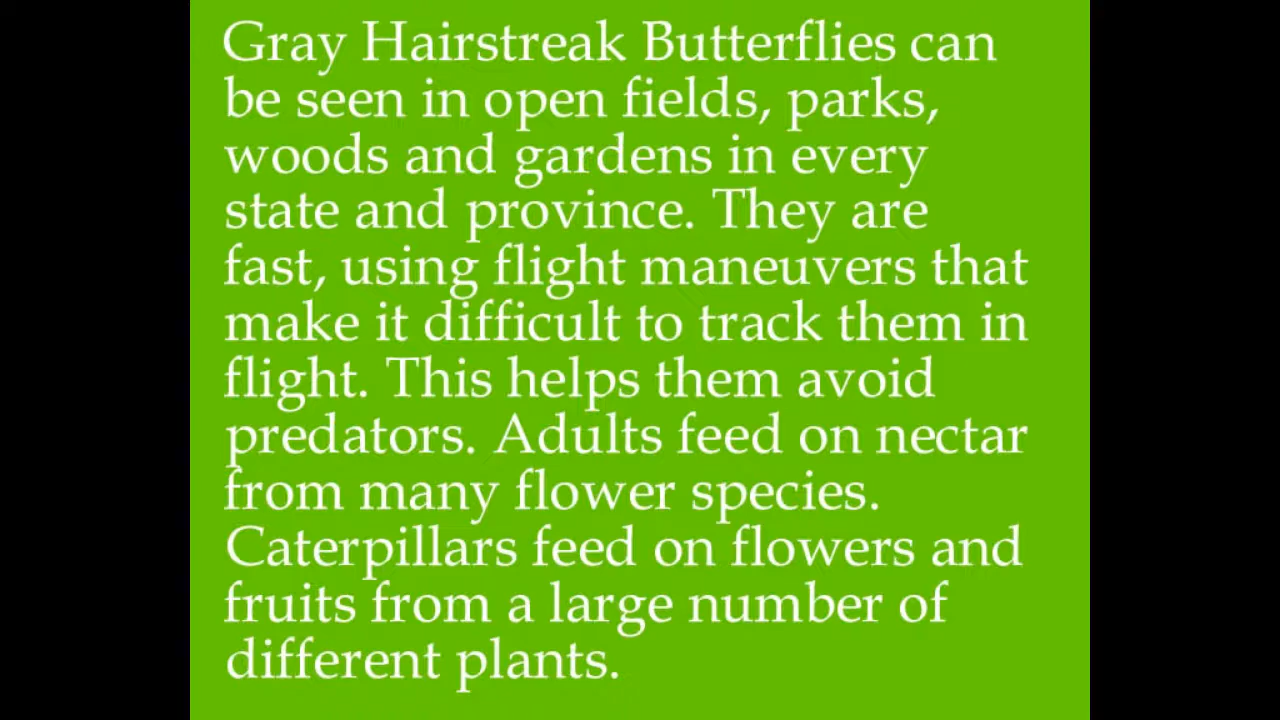 Gray Hairstreak Butterflies can
be seen in open fields, parks,
woods and gardens in every
state and province. They are
fast, using flight maneuvers that
make it difficult to track them in
flight. This helps them avoid
predators. Adults feed on nectar
from many flower species.
Caterpillars feed on flowers and
fruits from a large number of
different plants.